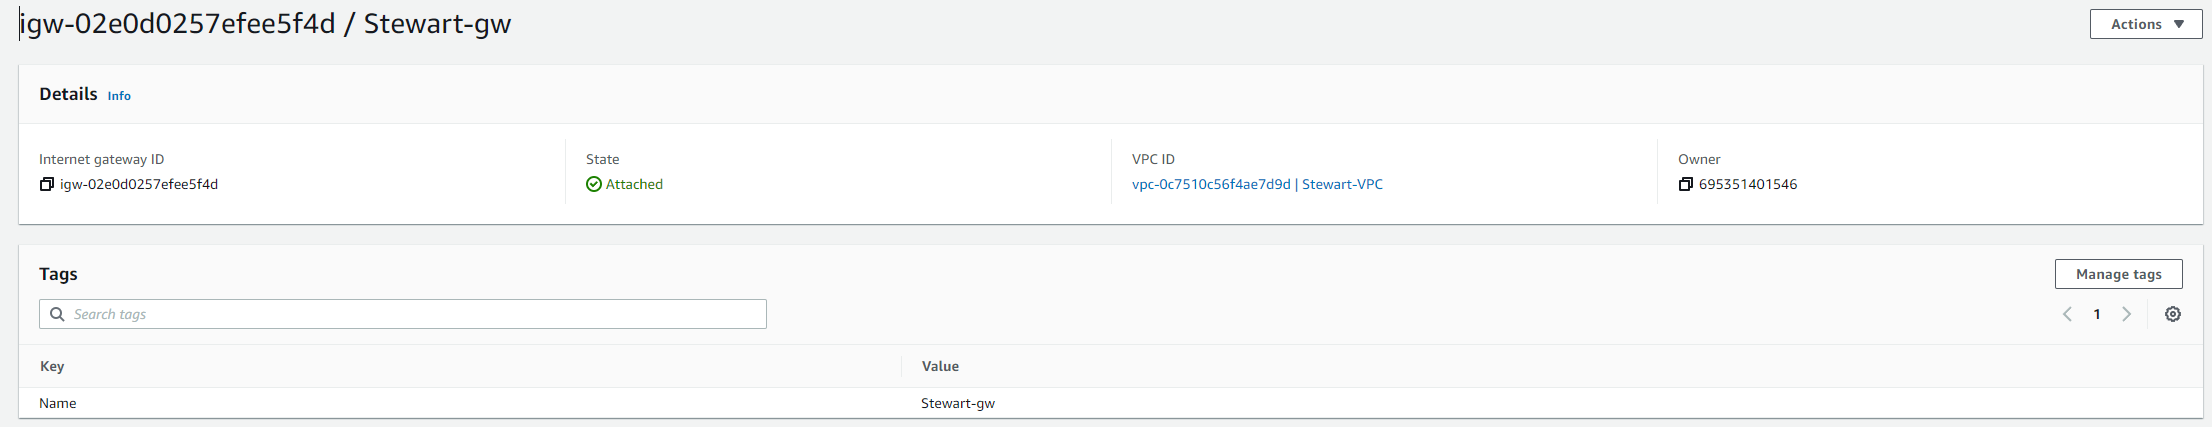 igw-02e0d0257efee5f4d / Stewart-gw
Actions
Details Info
Internet gateway ID
igw-02e0d0257efee5f4d
State
Attached
VPC ID
vpc-0c7510c56f4ae7d9d | Stewart-VPC
Owner
695351401546
Tags
Manage tags
Search tags
1
Key Value
Name Stewart-gw